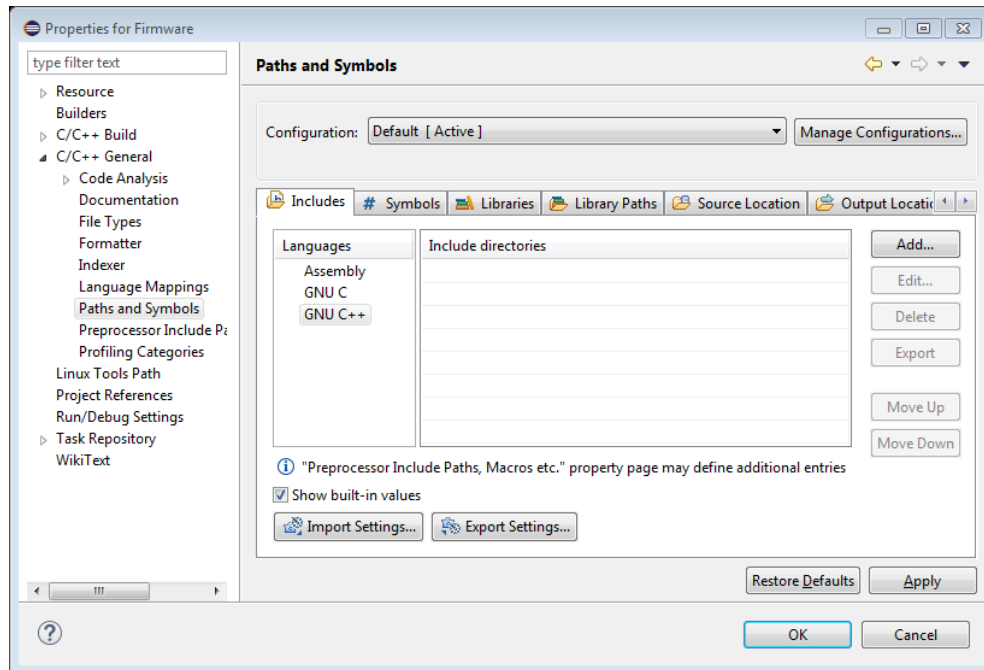 Properties for Firmware
type filter text
Resource
Builders
C/C++ Build
C/C++ General
Code Analysis
Documentation
File Types
Formatter
Indexer
Language Mappings
Paths and Symbols
Preprocessor Include Pa
Profiling Categories
Linux Tools Path
Project References
Run/Debug Settings
Task Repository
WikiText
Paths and Symbols
Configuration: Default [ Active ] Manage Configurations...
Includes # Symbols Libraries Library Paths Source Location Output Locatio
Languages Include directories
Assembly
GNU C
GNU C++
Add...
Edit...
Delete
Export
Move Up
Move Down
"Preprocessor Include Paths, Macros etc." property page may define additional entries
Show built-in values
Import Settings... Export Settings...
Restore Defaults Apply
OK Cancel